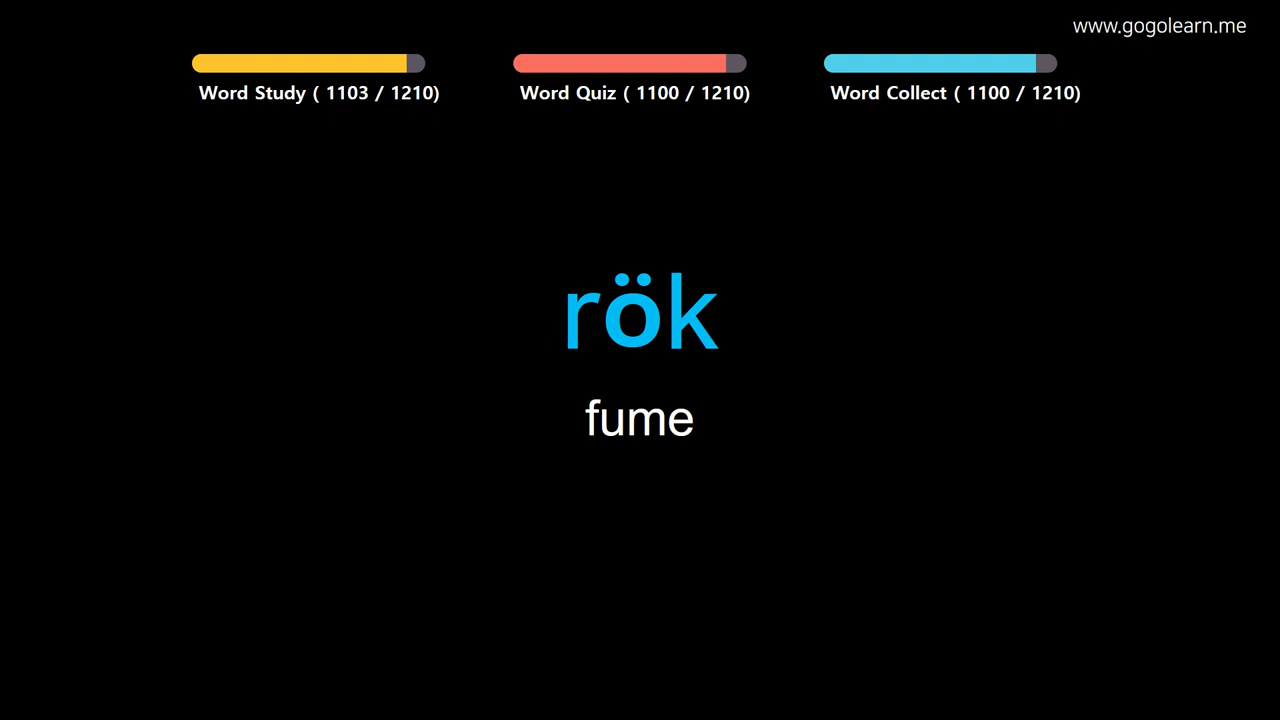 www.gogolearn.me
Word Study ( 1103 / 1210)
Word Quiz ( 1100 / 1210)
Word Collect ( 1100 / 1210)
rök
fume